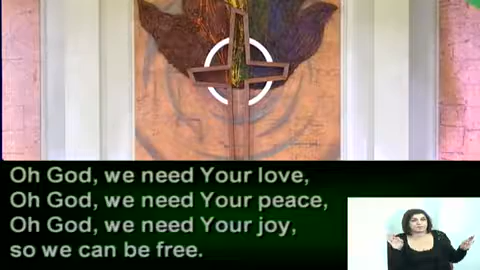 Oh God, we need Your love,
Oh God, we need Your peace,
Oh God, we need Your joy,
so we can be free.